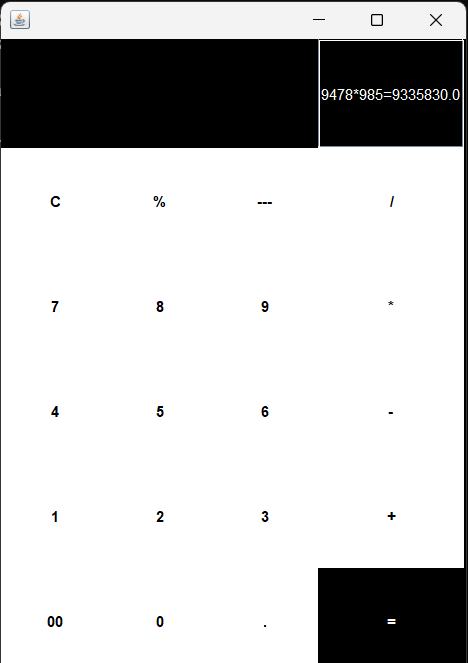 9478*985=9335830.0
C % --- /
7 8 9 *
4 5 6 -
1 2 3 +
00 0 . =